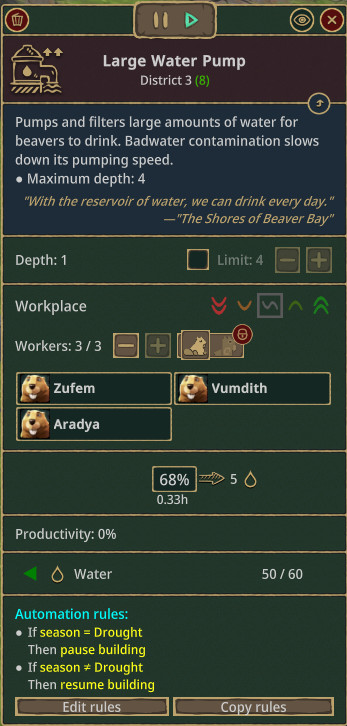 Large Water Pump
District 3 (8)
Pumps and filters large amounts of water for
beavers to drink. Badwater contamination slows
down its pumping speed.
● Maximum depth: 4
"With the reservoir of water, we can drink every day."
—"The Shores of Beaver Bay"
Depth: 1 Limit: 4
Workplace
Workers: 3 / 3
Zufem Vumdith
Aradya
68% 5
0.33h
Productivity: 0%
Water 50 / 60
Automation rules:
● If season = Drought
Then pause building
● If season ≠ Drought
Then resume building
Edit rules Copy rules